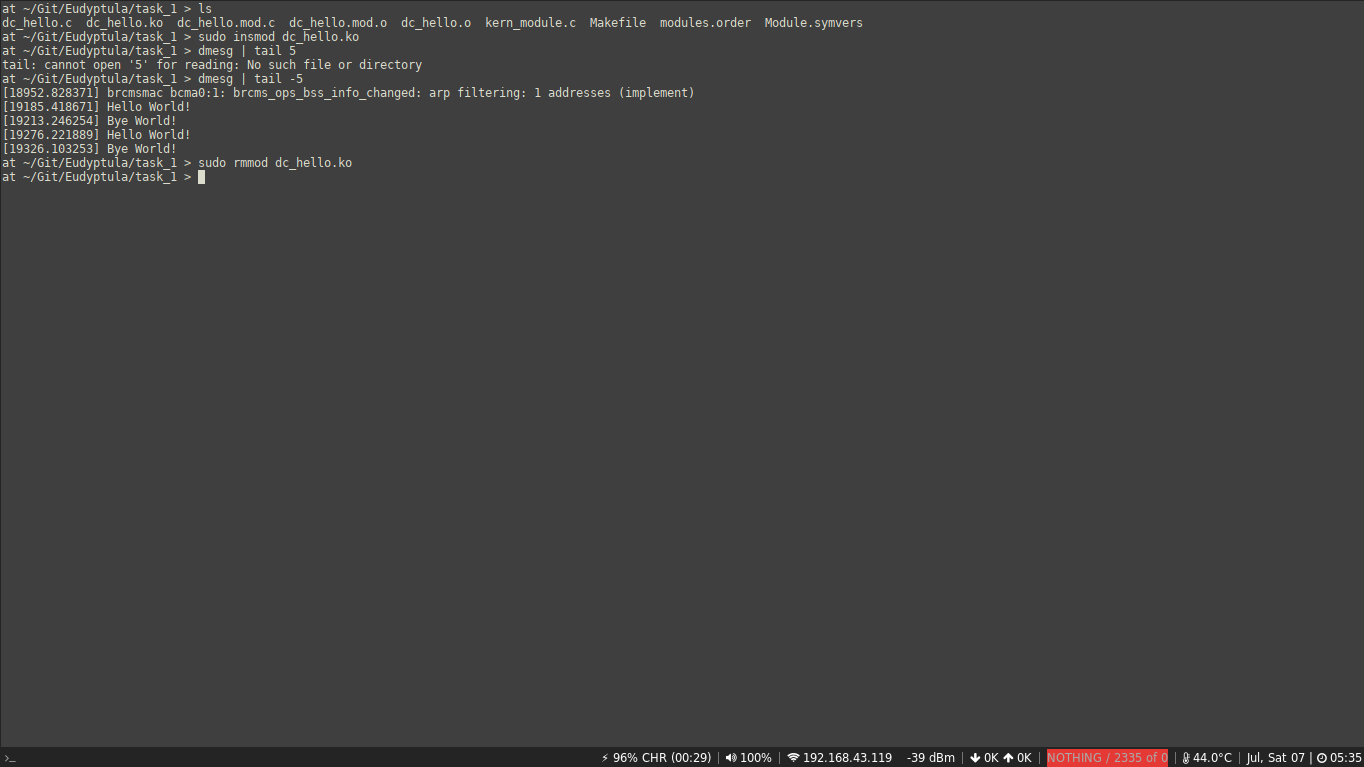 at ~/Git/Eudyptula/task_1 > ls
dc_hello.c  dc_hello.ko  dc_hello.mod.c  dc_hello.mod.o  dc_hello.o  kern_module.c  Makefile  modules.order  Module.symvers
at ~/Git/Eudyptula/task_1 > sudo insmod dc_hello.ko
at ~/Git/Eudyptula/task_1 > dmesg | tail 5
tail: cannot open '5' for reading: No such file or directory
at ~/Git/Eudyptula/task_1 > dmesg | tail -5
[18952.828371] brcmsmac bcma0:1: brcms_ops_bss_info_changed: arp filtering: 1 addresses (implement)
[19185.418671] Hello World!
[19213.246254] Bye World!
[19276.221889] Hello World!
[19326.103253] Bye World!
at ~/Git/Eudyptula/task_1 > sudo rmmod dc_hello.ko
at ~/Git/Eudyptula/task_1 >
>_ 96% CHR (00:29) | 100% | 192.168.43.119 -39 dBm | 0K 0K | NOTHING / 2335 of 0 | 44.0°C | Jul, Sat 07 | 05:35